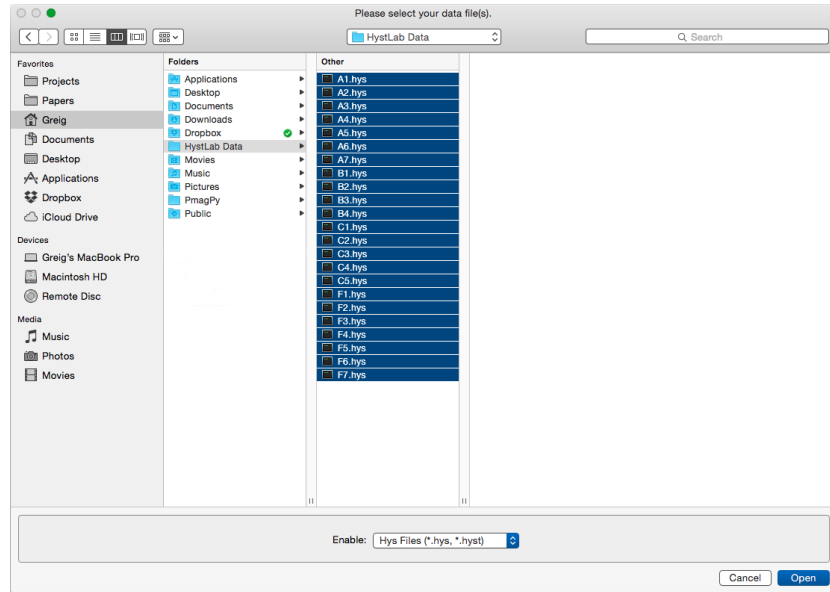 Please select your data file(s).
HystLab Data
Search
Favorites
Projects
Papers
Greig
Documents
Desktop
Applications
Dropbox
iCloud Drive
Devices
Greig's MacBook Pro
Macintosh HD
Remote Disc
Media
Music
Photos
Movies
Folders
Applications
Desktop
Documents
Downloads
Dropbox
HystLab Data
Movies
Music
Pictures
PmagPy
Public
Other
A1.hys
A2.hys
A3.hys
A4.hys
A5.hys
A6.hys
A7.hys
B1.hys
B2.hys
B3.hys
B4.hys
C1.hys
C2.hys
C3.hys
C4.hys
C5.hys
F1.hys
F2.hys
F3.hys
F4.hys
F5.hys
F6.hys
F7.hys
Enable: Hys Files (*.hys, *.hyst)
Cancel Open